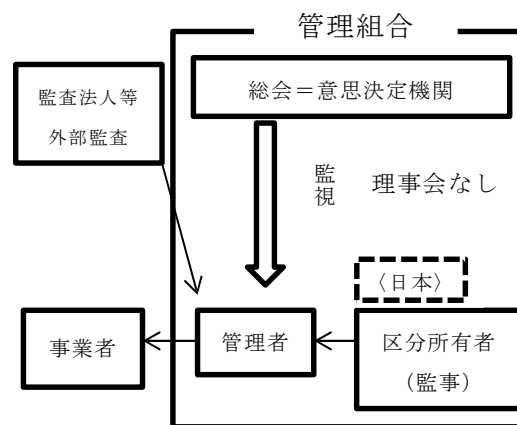 管理組合
監査法人等
外部監査
総会＝意思決定機関
監視
理事会なし
〈日本〉
事業者
管理者
区分所有者
（監事）